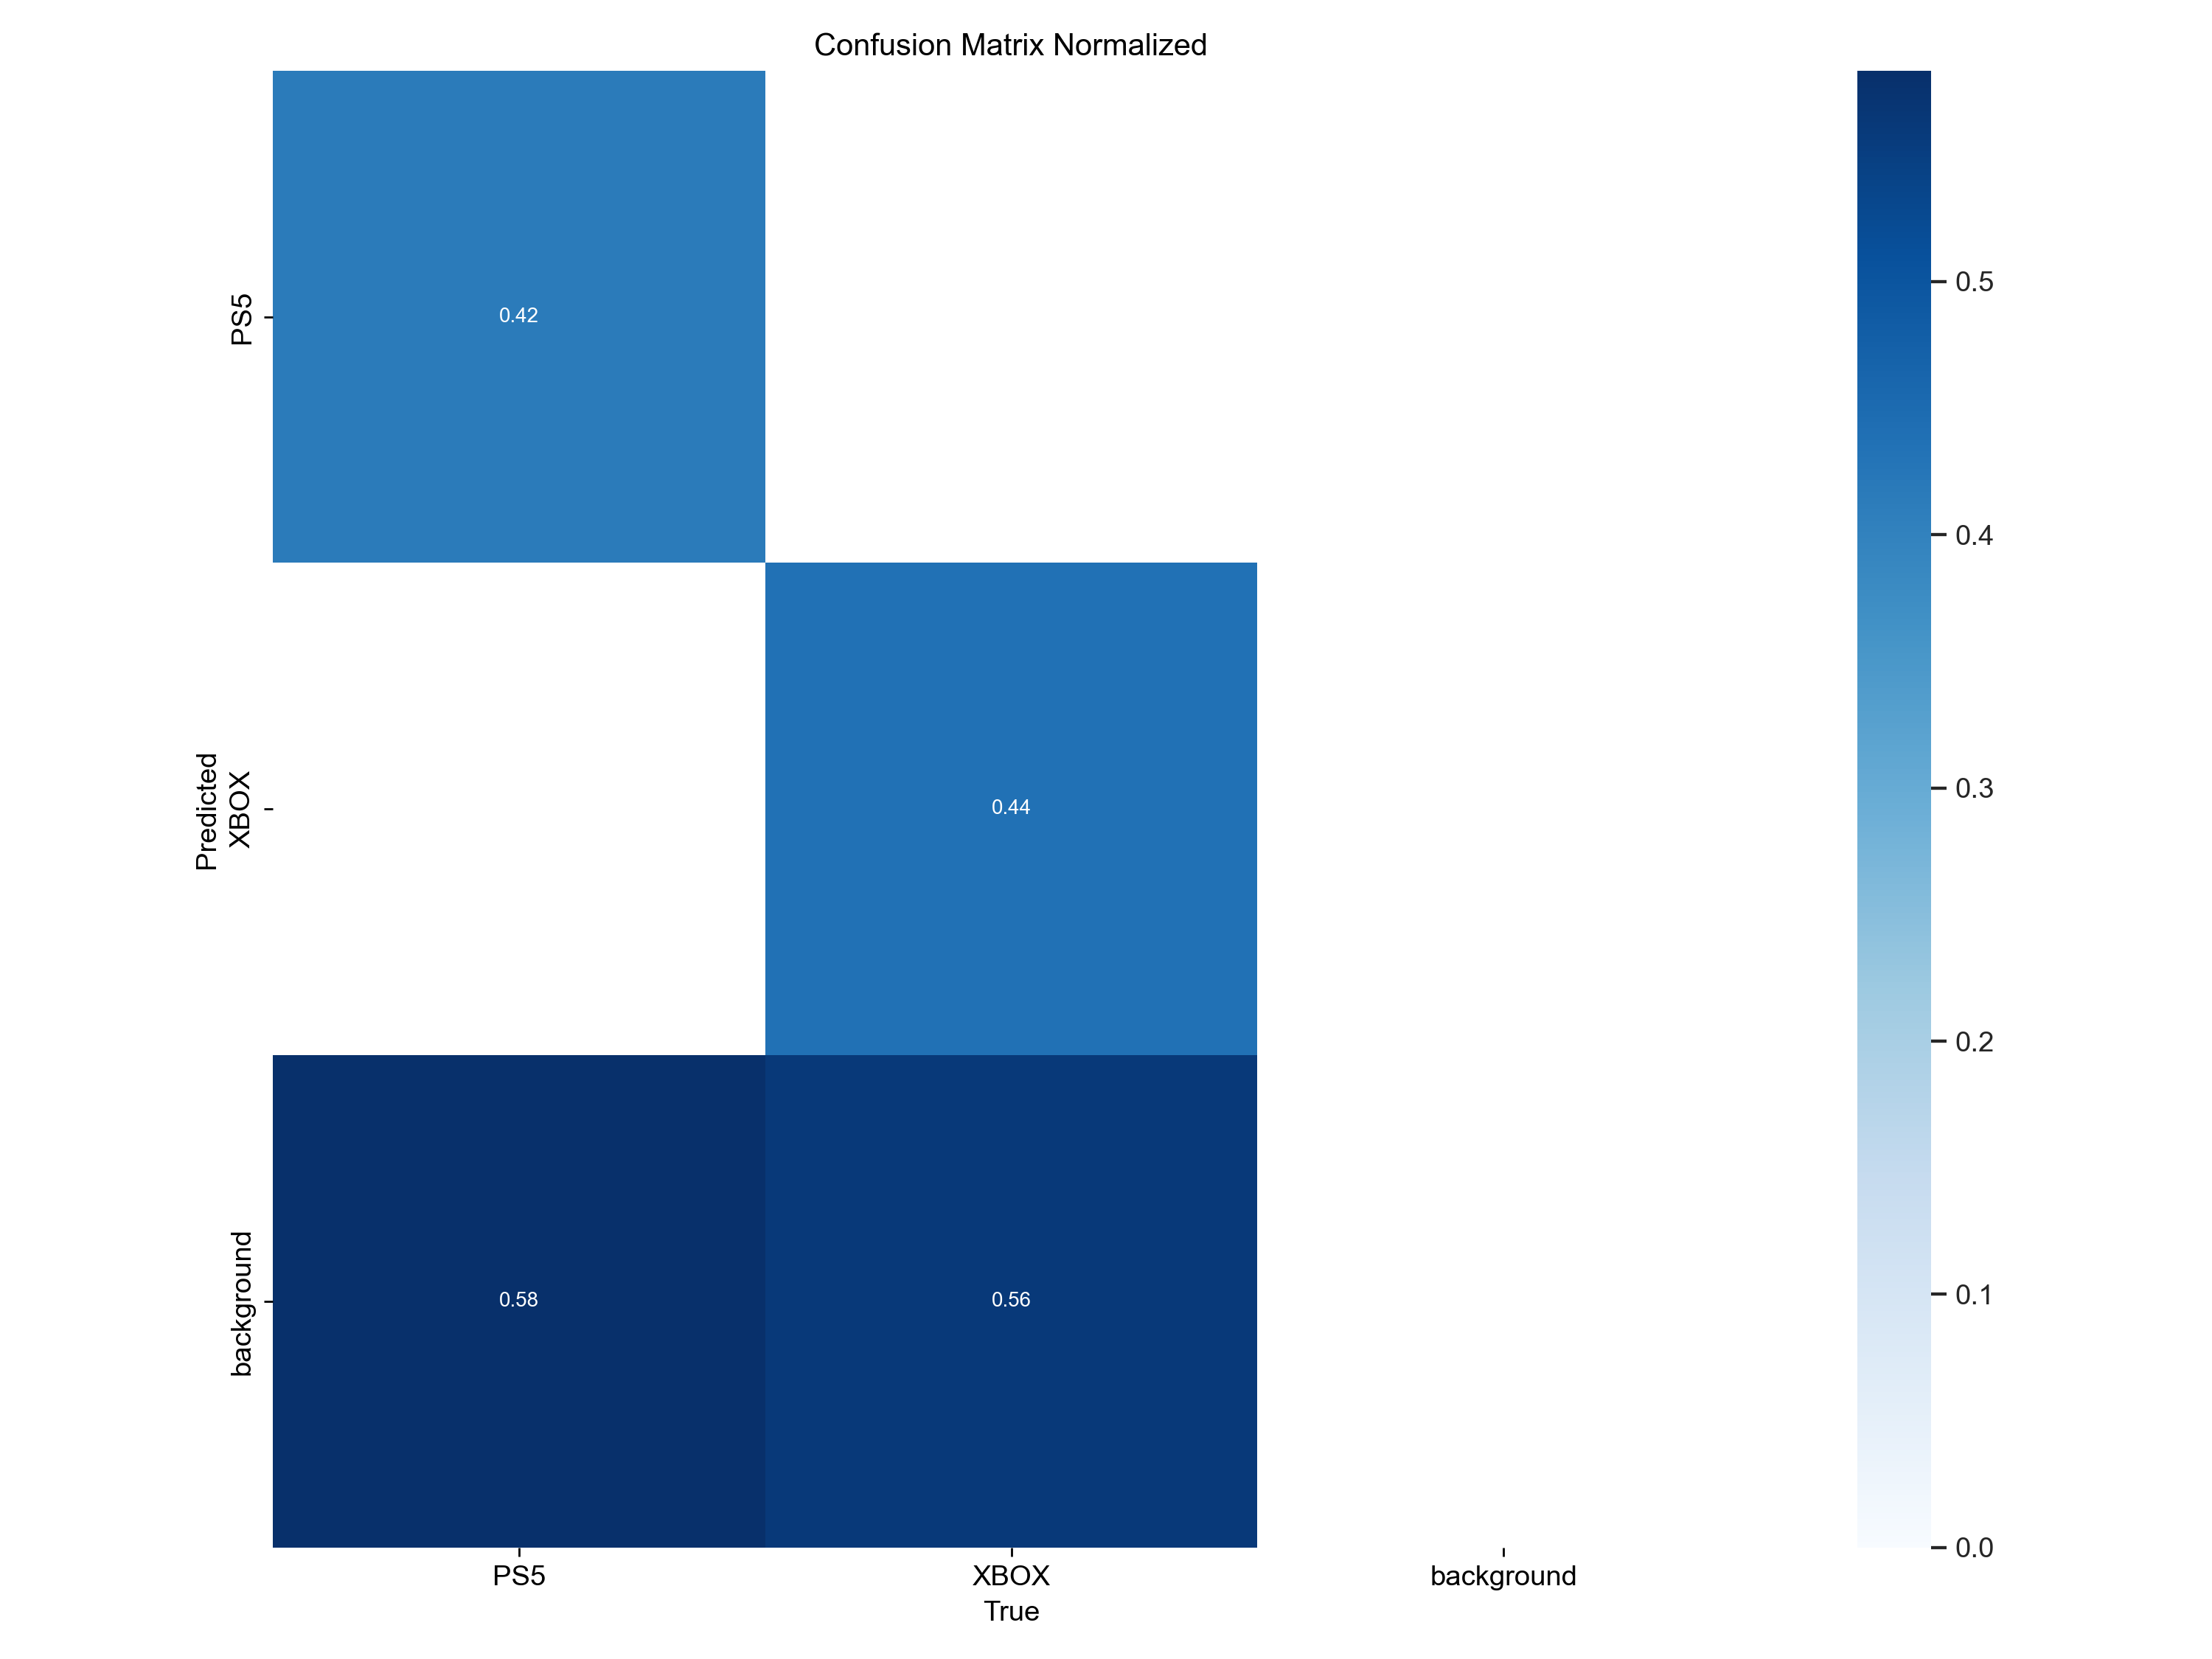 Confusion Matrix Normalized
PS5
0.42
Predicted
XBOX
0.44
background
0.58
0.56
PS5
XBOX
background
True
0.5
0.4
0.3
0.2
0.1
0.0